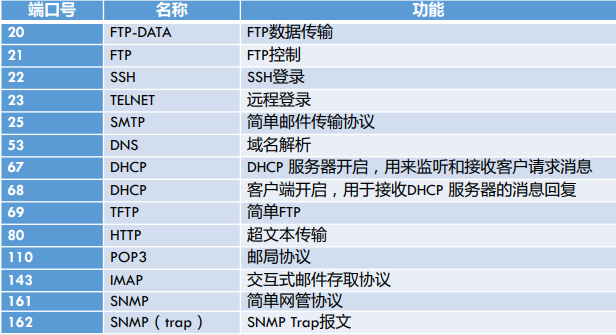 端口号 名称 功能
20 FTP-DATA FTP数据传输
21 FTP FTP控制
22 SSH SSH登录
23 TELNET 远程登录
25 SMTP 简单邮件传输协议
53 DNS 域名解析
67 DHCP DHCP 服务器开启，用来监听和接收客户请求消息
68 DHCP 客户端开启，用于接收DHCP 服务器的消息回复
69 TFTP 简单FTP
80 HTTP 超文本传输
110 POP3 邮局协议
143 IMAP 交互式邮件存取协议
161 SNMP 简单网管协议
162 SNMP（trap） SNMP Trap报文